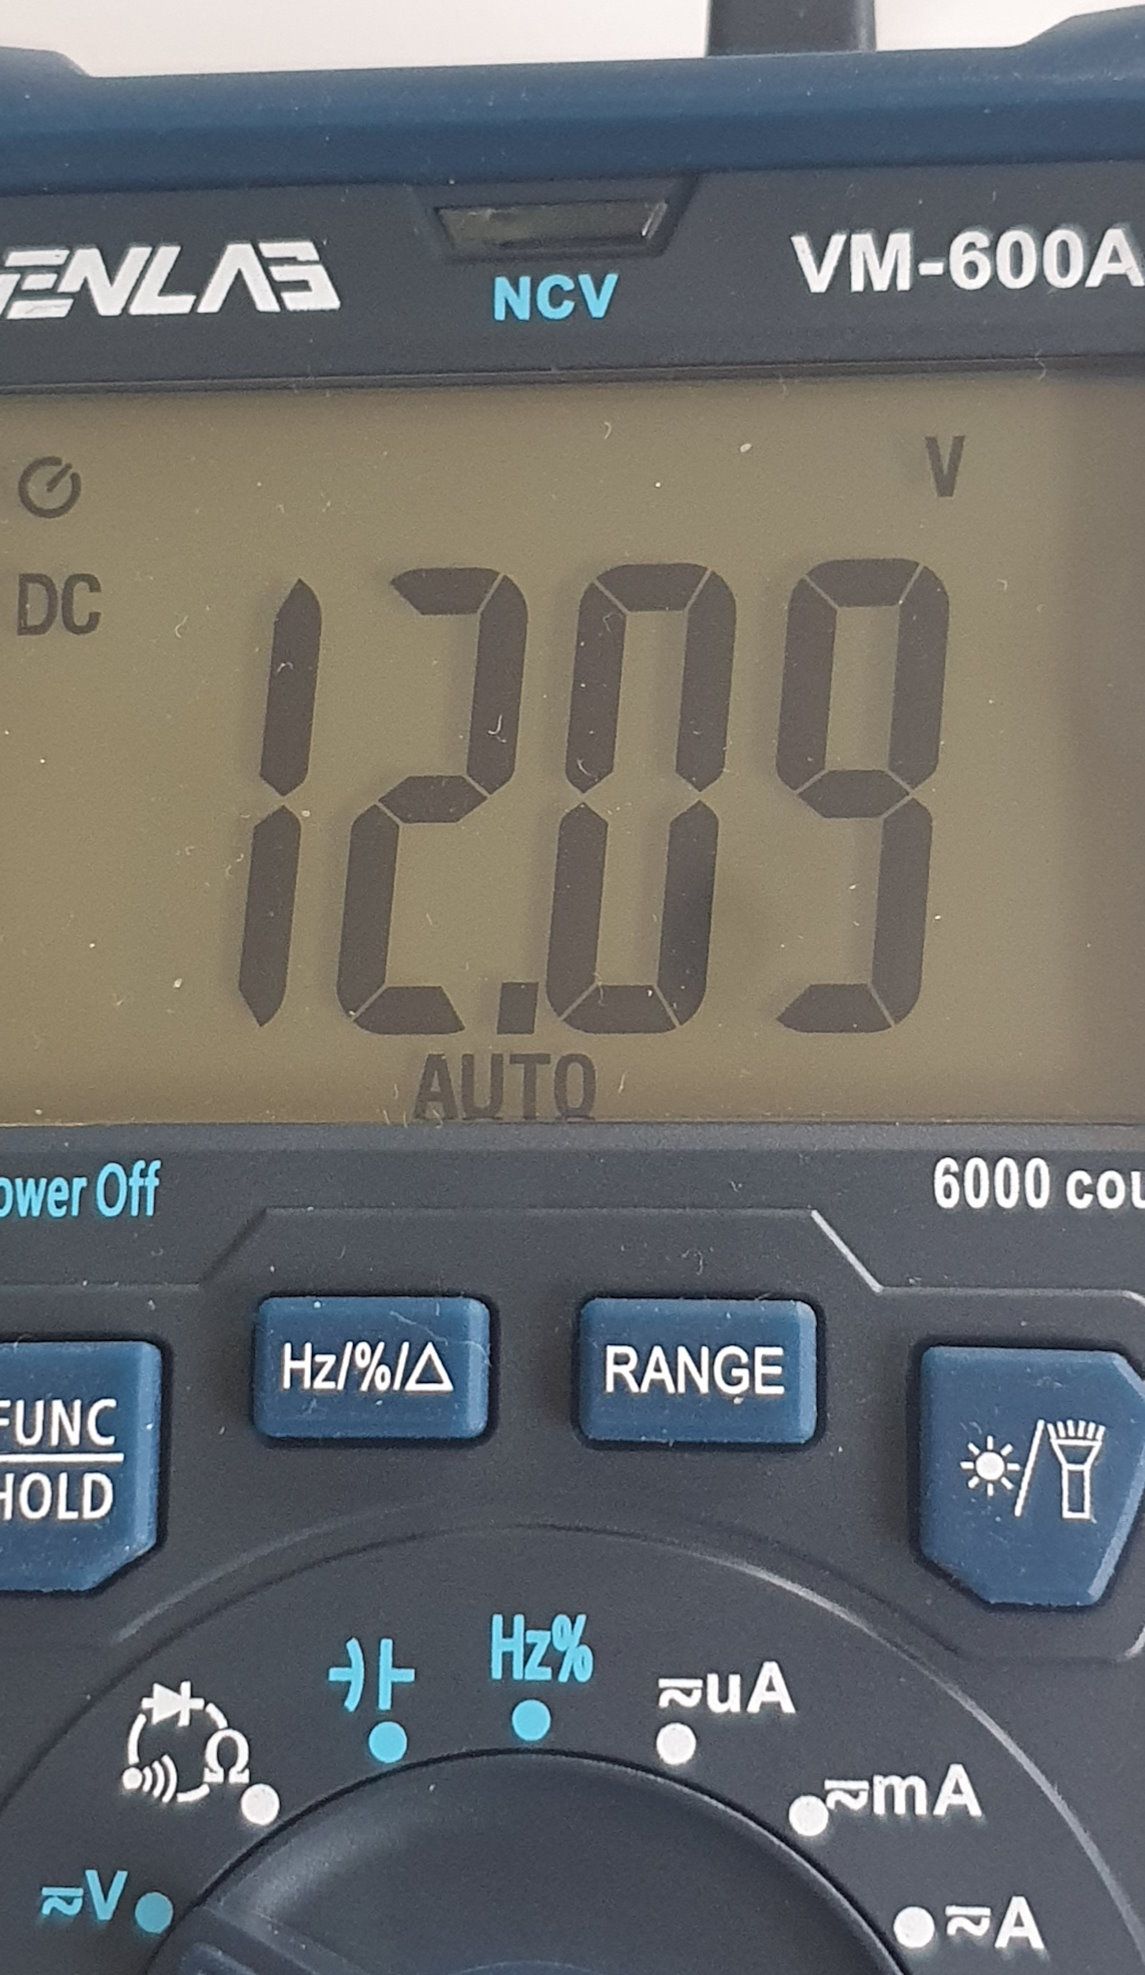 ENLAB
VM-600A
NCV
V
DC
12.09
AUTO
ower Off
6000 cou
Hz/%/△
RANGE
FUNC
HOLD
Hz%
Ω
uA
mA
V
A